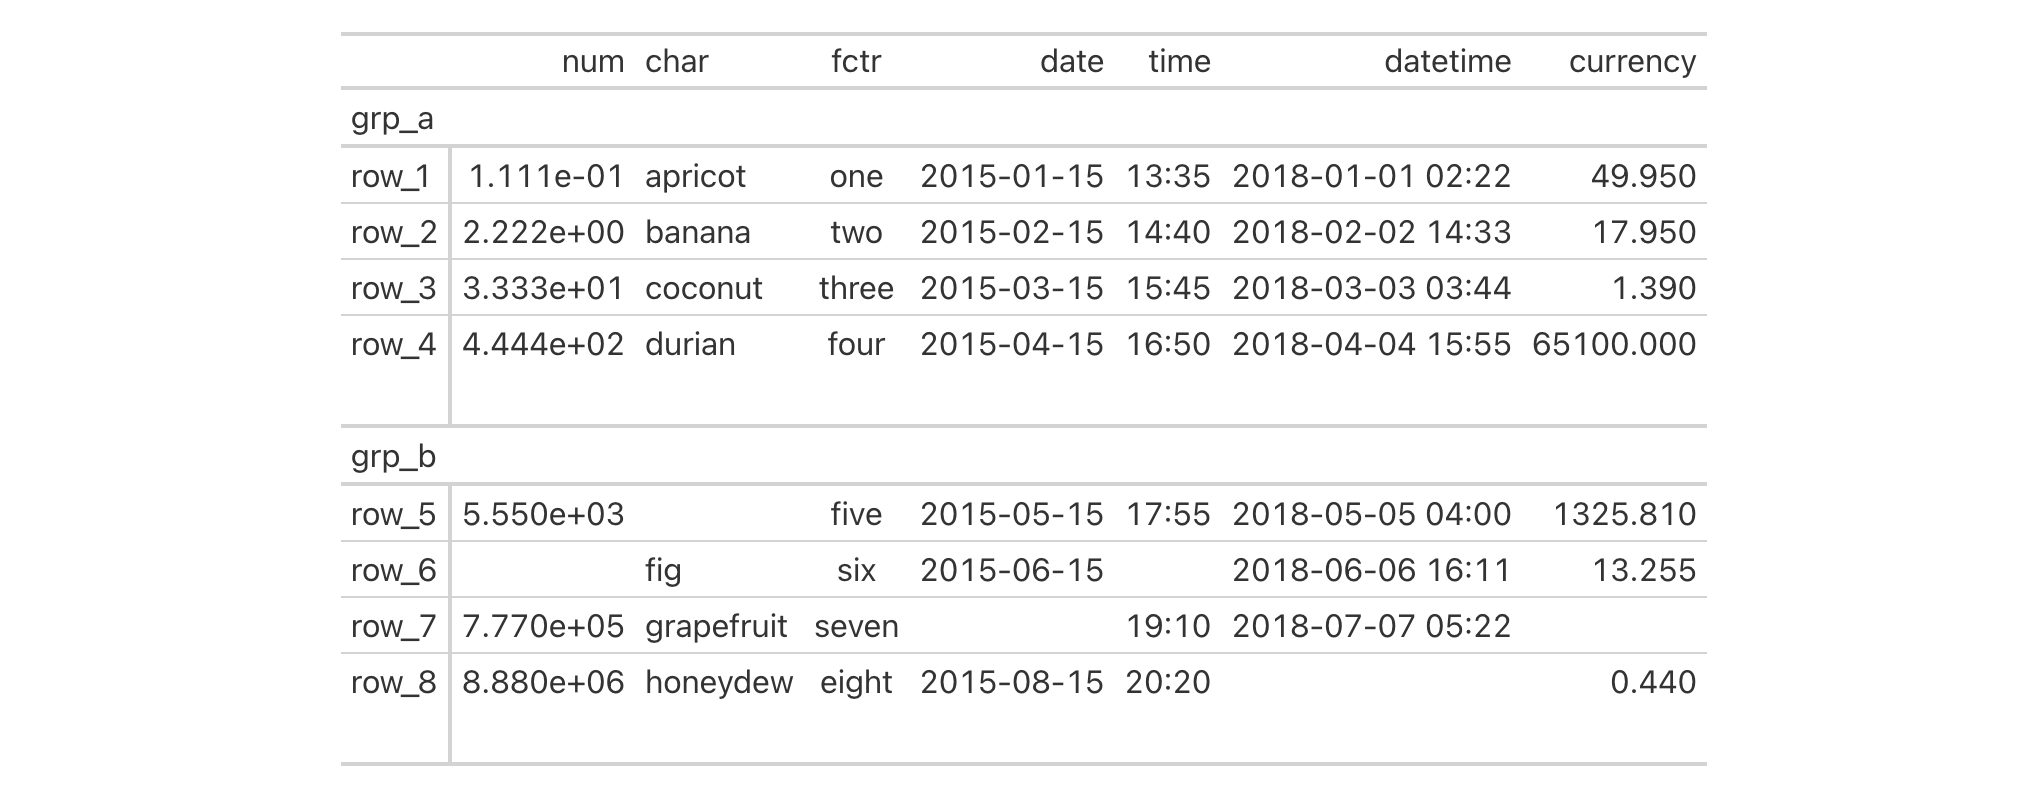 num char fctr date time datetime currency
grp_a
row_1 1.111e-01 apricot one 2015-01-15 13:35 2018-01-01 02:22 49.950
row_2 2.222e+00 banana two 2015-02-15 14:40 2018-02-02 14:33 17.950
row_3 3.333e+01 coconut three 2015-03-15 15:45 2018-03-03 03:44 1.390
row_4 4.444e+02 durian four 2015-04-15 16:50 2018-04-04 15:55 65100.000
grp_b
row_5 5.550e+03 five 2015-05-15 17:55 2018-05-05 04:00 1325.810
row_6 fig six 2015-06-15 2018-06-06 16:11 13.255
row_7 7.770e+05 grapefruit seven 19:10 2018-07-07 05:22
row_8 8.880e+06 honeydew eight 2015-08-15 20:20 0.440